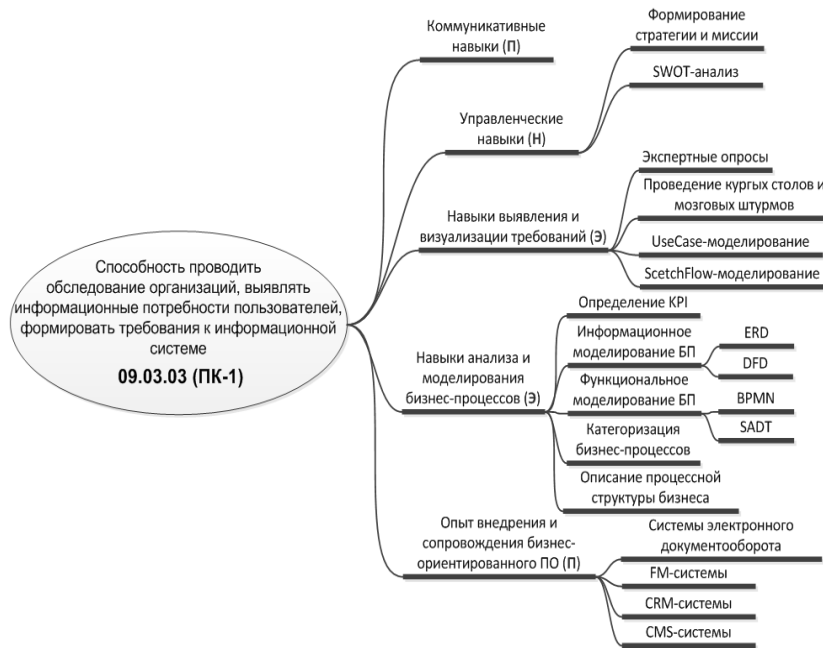 Способность проводить
обследование организаций, выявлять
информационные потребности пользователей,
формировать требования к информационной
системе
09.03.03 (ПК-1)
Коммуникативные
навыки (П)
Управленческие
навыки (Н)
Формирование
стратегии и миссии
SWOT-анализ
Навыки выявления и
визуализации требований (Э)
Экспертные опросы
Проведение кургых столов и
мозговых штурмов
UseCase-моделирование
ScetchFlow-моделирование
Навыки анализа и
моделирования
бизнес-процессов (Э)
Определение KPI
Информационное
моделирование БП
ERD
DFD
Функциональное
моделирование БП
BPMN
SADT
Категоризация
бизнес-процессов
Описание процессной
структуры бизнеса
Опыт внедрения и
сопровождения бизнес-
ориентированного ПО (П)
Системы электронного
документооборота
FM-системы
CRM-системы
CMS-системы